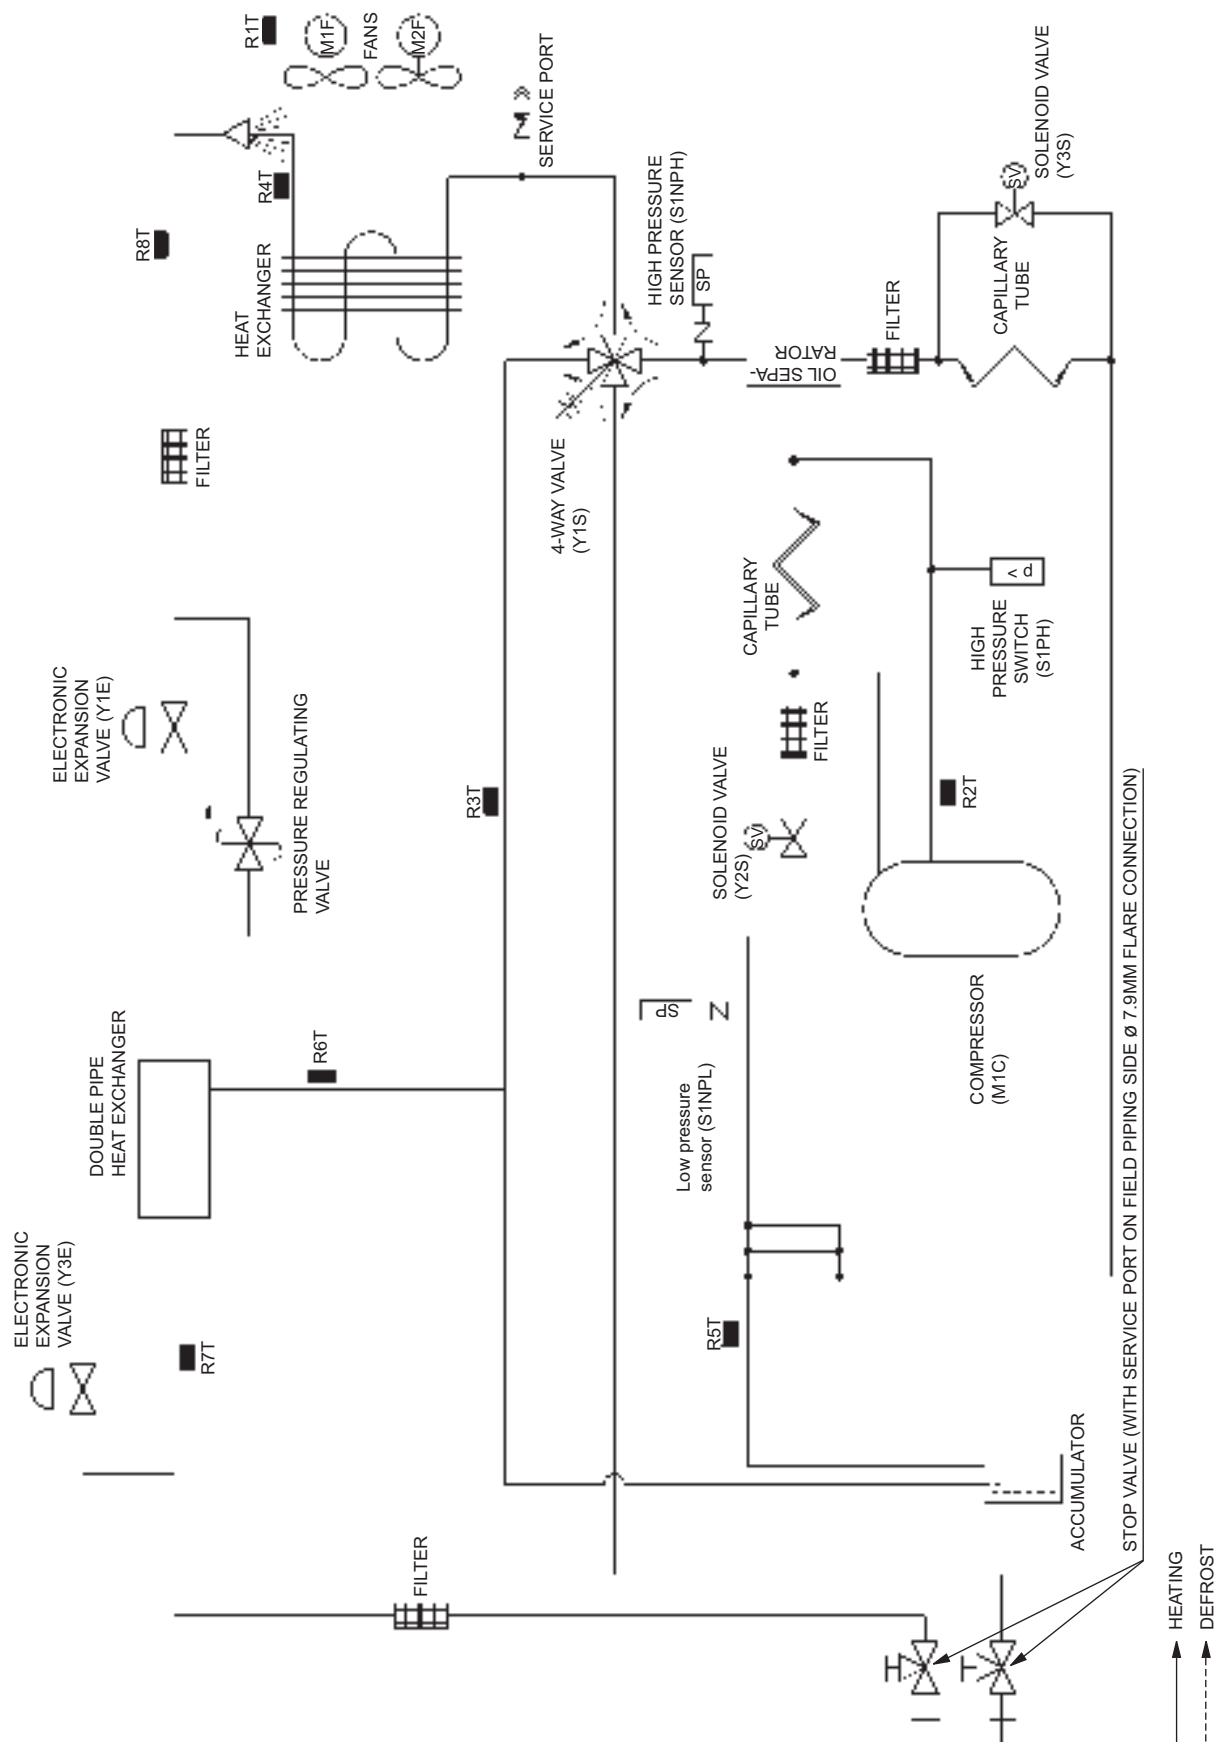 R1T
M1F
FANS
M2F
SERVICE PORT
R4T
R8T
HEAT
EXCHANGER
HIGH PRESSURE
SENSOR (S1NPH)
SP
SOLENOID VALVE
(Y3S)
SV
CAPILLARY
TUBE
FILTER
OIL SEPA-
RATOR
4-WAY VALVE
(Y1S)
FILTER
ELECTRONIC
EXPANSION
VALVE (Y1E)
PRESSURE REGULATING
VALVE
R3T
CAPILLARY
TUBE
FILTER
SOLENOID VALVE
(Y2S)
SV
HIGH
PRESSURE
SWITCH
(S1PH)
p >
R2T
COMPRESSOR
(M1C)
DOUBLE PIPE
HEAT EXCHANGER
R6T
SP
Low pressure
sensor (S1NPL)
ELECTRONIC
EXPANSION
VALVE (Y3E)
R7T
R5T
ACCUMULATOR
FILTER
STOP VALVE (WITH SERVICE PORT ON FIELD PIPING SIDE ø 7.9MM FLARE CONNECTION)
HEATING
DEFROST